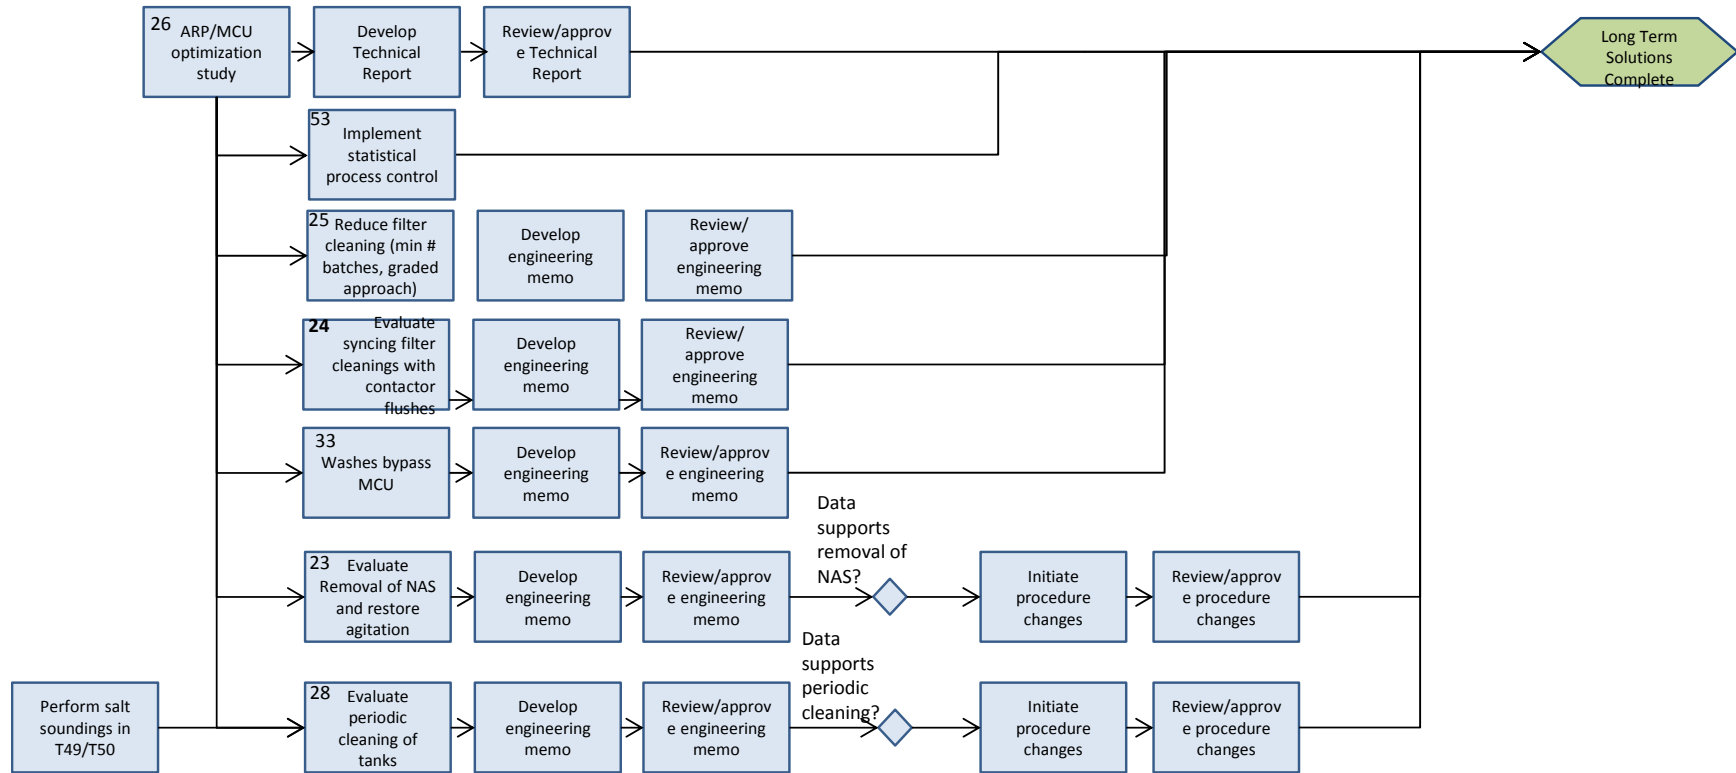 26
ARP/MCU
optimization
study
Develop
Technical
Report
Review/approv
e Technical
Report
Long Term
Solutions
Complete
53
Implement
statistical
process control
25
Reduce filter
cleaning (min #
batches, graded
approach)
Develop
engineering
memo
Review/
approve
engineering
memo
24
Evaluate
syncing filter
cleanings with
contactor
flushes
Develop
engineering
memo
Review/
approve
engineering
memo
33
Washes bypass
MCU
Develop
engineering
memo
Review/approv
e engineering
memo
23
Evaluate
Removal of NAS
and restore
agitation
Develop
engineering
memo
Review/approv
e engineering
memo
Data
supports
removal of
NAS?
Initiate
procedure
changes
Review/approv
e procedure
changes
Perform salt
soundings in
T49/T50
28
Evaluate
periodic
cleaning of
tanks
Develop
engineering
memo
Review/approv
e engineering
memo
Data
supports
periodic
cleaning?
Initiate
procedure
changes
Review/approv
e procedure
changes